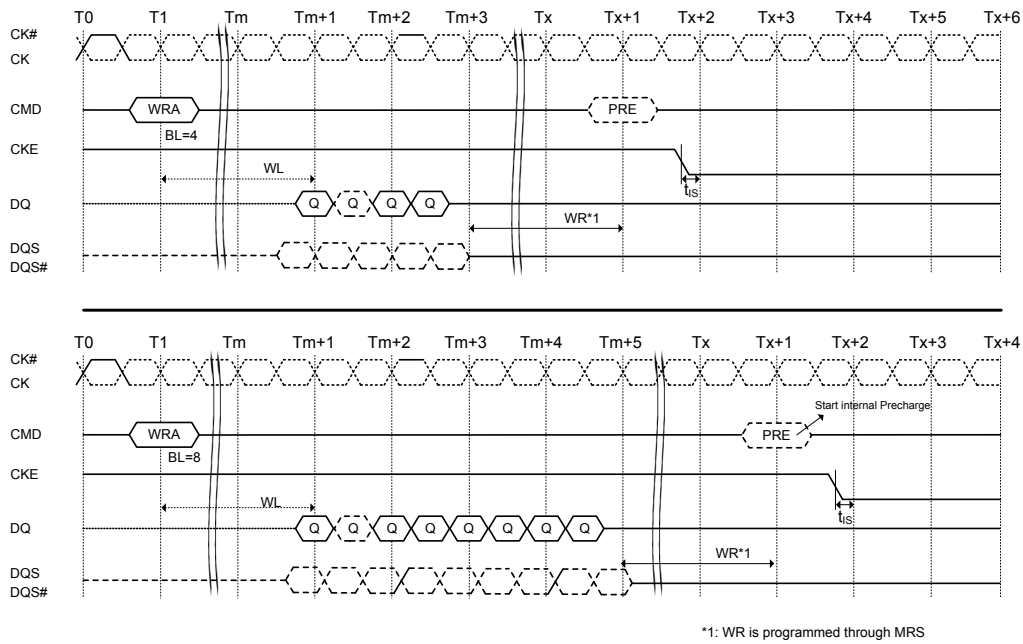 T0 T1 Tm Tm+1 Tm+2 Tm+3 Tx Tx+1 Tx+2 Tx+3 Tx+4 Tx+5 Tx+6
CK#
CK
CMD WRA PRE
BL=4
CKE
WL tIS
DQ Q Q Q Q
WR*1
DQS
DQS#
T0 T1 Tm Tm+1 Tm+2 Tm+3 Tm+4 Tm+5 Tx Tx+1 Tx+2 Tx+3 Tx+4
CK#
CK
Start internal Precharge
CMD WRA PRE
BL=8
CKE
WL tIS
DQ Q Q Q Q Q Q Q Q
WR*1
DQS
DQS#
*1: WR is programmed through MRS